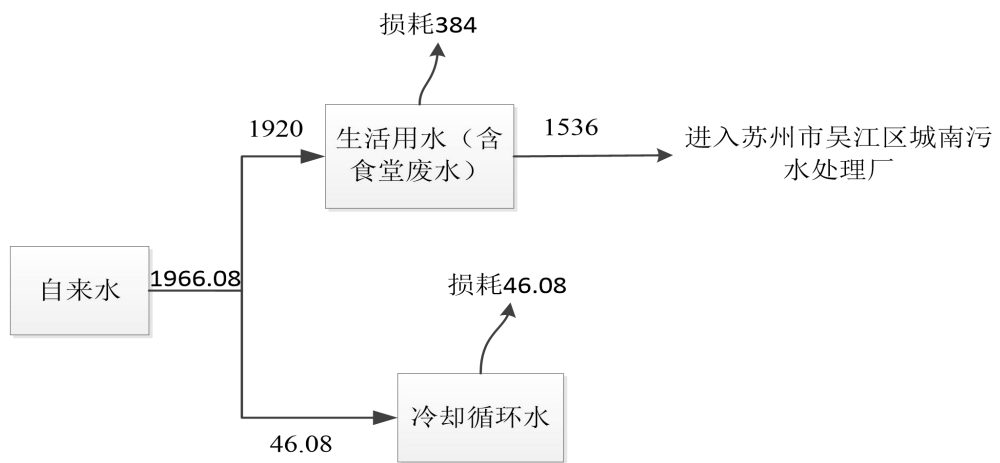 损耗384
1920
生活用水（含
食堂废水）
1536
进入苏州市吴江区城南污
水处理厂
自来水
1966.08
损耗46.08
冷却循环水
46.08